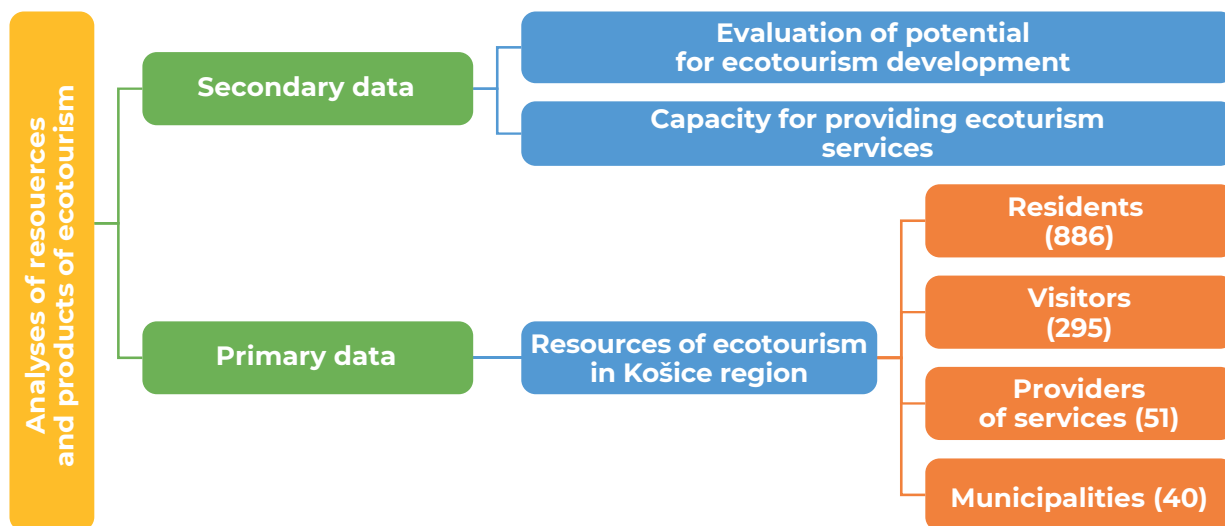 Analyses of resouerces
and products of ecotourism
Secondary data
Evaluation of potential
for ecotourism development
Capacity for providing ecoturism
services
Primary data
Resources of ecotourism
in Košice region
Residents
(886)
Visitors
(295)
Providers
of services (51)
Municipalities (40)